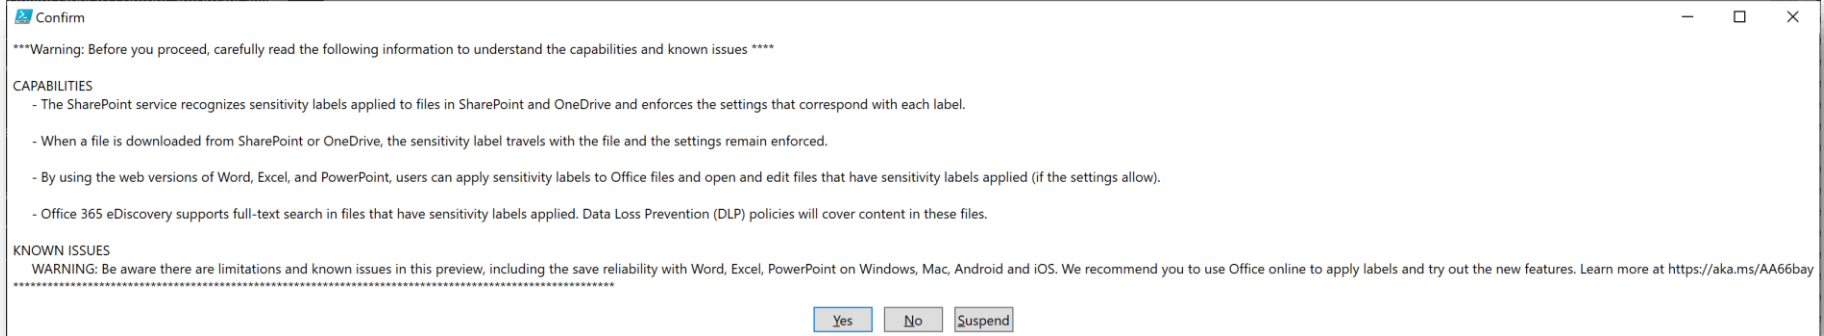 Confirm
***Warning: Before you proceed, carefully read the following information to understand the capabilities and known issues ****
CAPABILITIES
- The SharePoint service recognizes sensitivity labels applied to files in SharePoint and OneDrive and enforces the settings that correspond with each label.
- When a file is downloaded from SharePoint or OneDrive, the sensitivity label travels with the file and the settings remain enforced.
- By using the web versions of Word, Excel, and PowerPoint, users can apply sensitivity labels to Office files and open and edit files that have sensitivity labels applied (if the settings allow).
- Office 365 eDiscovery supports full-text search in files that have sensitivity labels applied. Data Loss Prevention (DLP) policies will cover content in these files.
KNOWN ISSUES
WARNING: Be aware there are limitations and known issues in this preview, including the save reliability with Word, Excel, PowerPoint on Windows, Mac, Android and iOS. We recommend you to use Office online to apply labels and try out the new features. Learn more at https://aka.ms/AA66bay
**********************************************************************************************************
Yes No Suspend